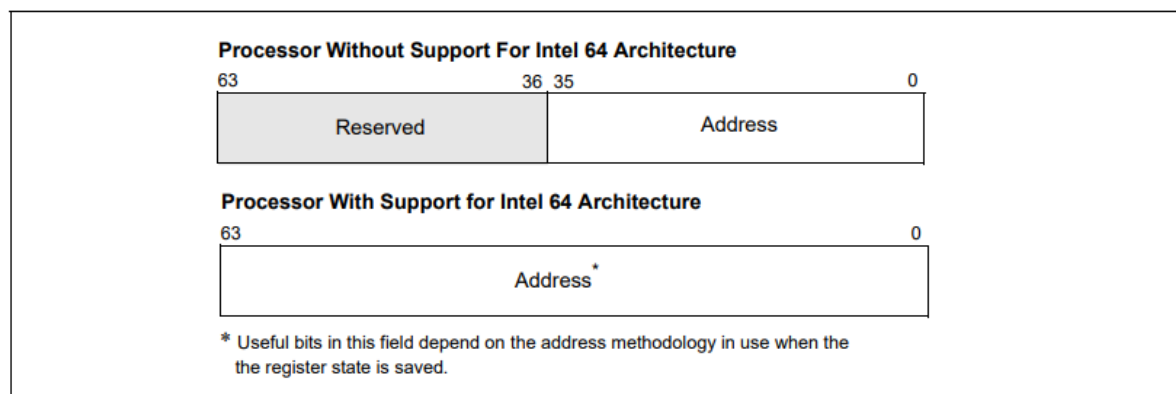 Processor Without Support For Intel 64 Architecture
63 36 35 0
Reserved Address
Processor With Support for Intel 64 Architecture
63 0
Address*
* Useful bits in this field depend on the address methodology in use when the
the register state is saved.